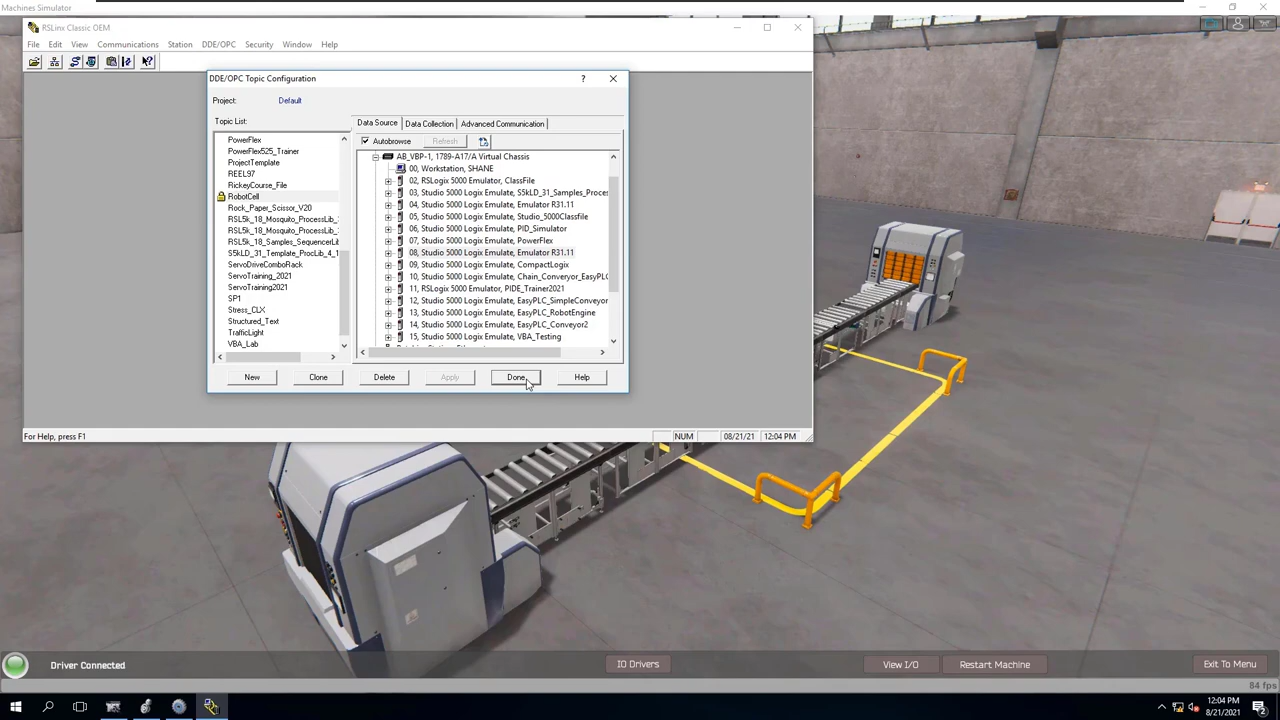 Machines Simulator
RSLinx Classic OEM
File Edit View Communications Station DDE/OPC Security Window Help
DDE/OPC Topic Configuration
Project: Default
Topic List:
PowerFlex
PowerFlex525_Trainer
ProjectTemplate
REEL97
RickeyCourse_File
RobotCell
Rock_Paper_Scissor_V20
RSL5k_18_Mosquito_ProcessLib_
RSL5k_18_Mosquito_ProcessLib_
RSL5k_18_Samples_SequencerLit
S5kLD_31_Template_ProcLib_4_1
ServoDriveComboRack
ServoTraining_2021
ServoTraining2021
SP1
Stress_CLX
Structured_Text
TrafficLight
VBA_Lab
Data Source Data Collection Advanced Communication
Autobrowse Refresh
AB_VBP-1, 1789-A17/A Virtual Chassis
00, Workstation, SHANE
02, RSLogix 5000 Emulator, ClassFile
03, Studio 5000 Logix Emulate, S5kLD_31_Samples_Proces
04, Studio 5000 Logix Emulate, Emulator R31.11
05, Studio 5000 Logix Emulate, Studio_5000Classfile
06, Studio 5000 Logix Emulate, PID_Simulator
07, Studio 5000 Logix Emulate, PowerFlex
08, Studio 5000 Logix Emulate, Emulator R31.11
09, Studio 5000 Logix Emulate, CompactLogix
10, Studio 5000 Logix Emulate, Chain_Converyor_EasyPLC
11, RSLogix 5000 Emulator, PIDE_Trainer2021
12, Studio 5000 Logix Emulate, EasyPLC_SimpleConveyor
13, Studio 5000 Logix Emulate, EasyPLC_RobotEngine
14, Studio 5000 Logix Emulate, EasyPLC_Conveyor2
15, Studio 5000 Logix Emulate, VBA_Testing
New Clone Delete Apply Done Help
For Help, press F1 NUM 08/21/21 12:04 PM
Driver Connected IO Drivers View I/O Restart Machine Exit To Menu
84 fps
12:04 PM
8/21/2021
2